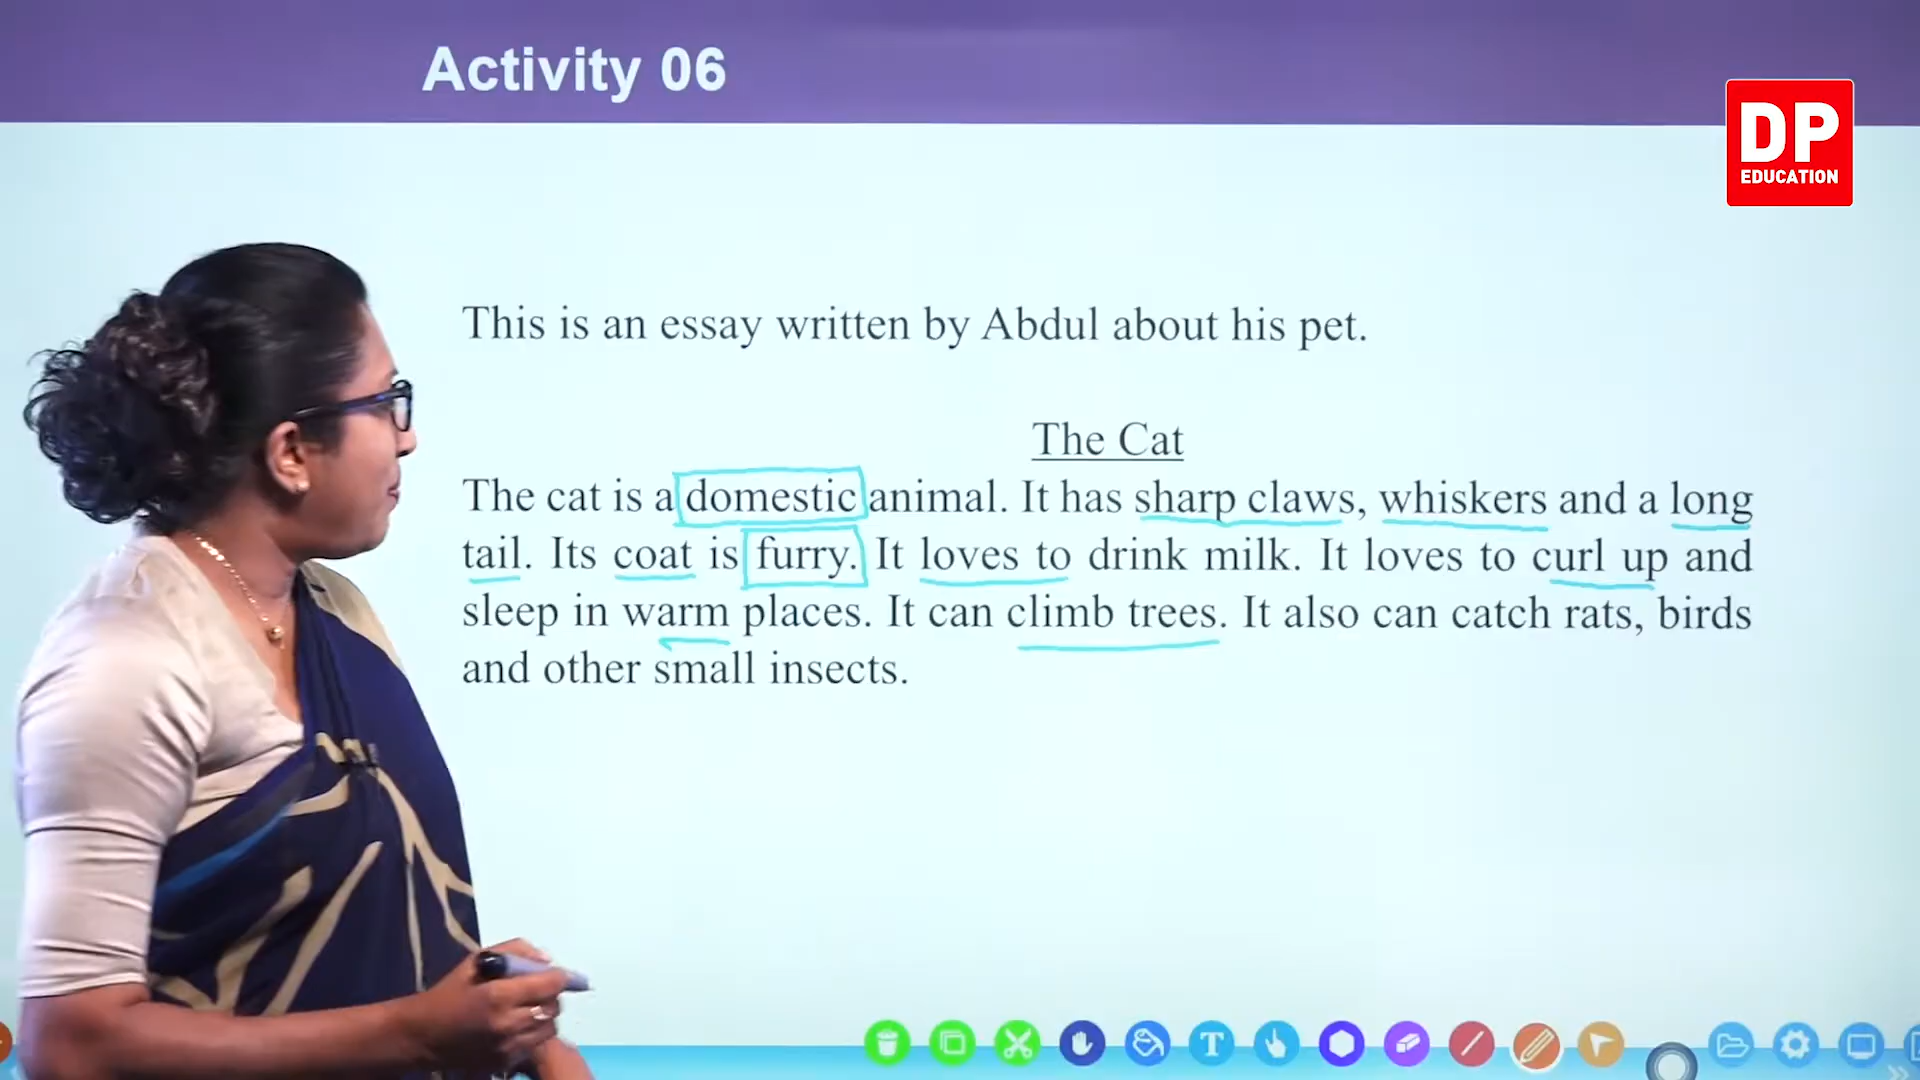 Activity 06
DP
EDUCATION
This is an essay written by Abdul about his pet.
The Cat
The cat is a domestic animal. It has sharp claws, whiskers and a long
tail. Its coat is furry. It loves to drink milk. It loves to curl up and
sleep in warm places. It can climb trees. It also can catch rats, birds
and other small insects.
T